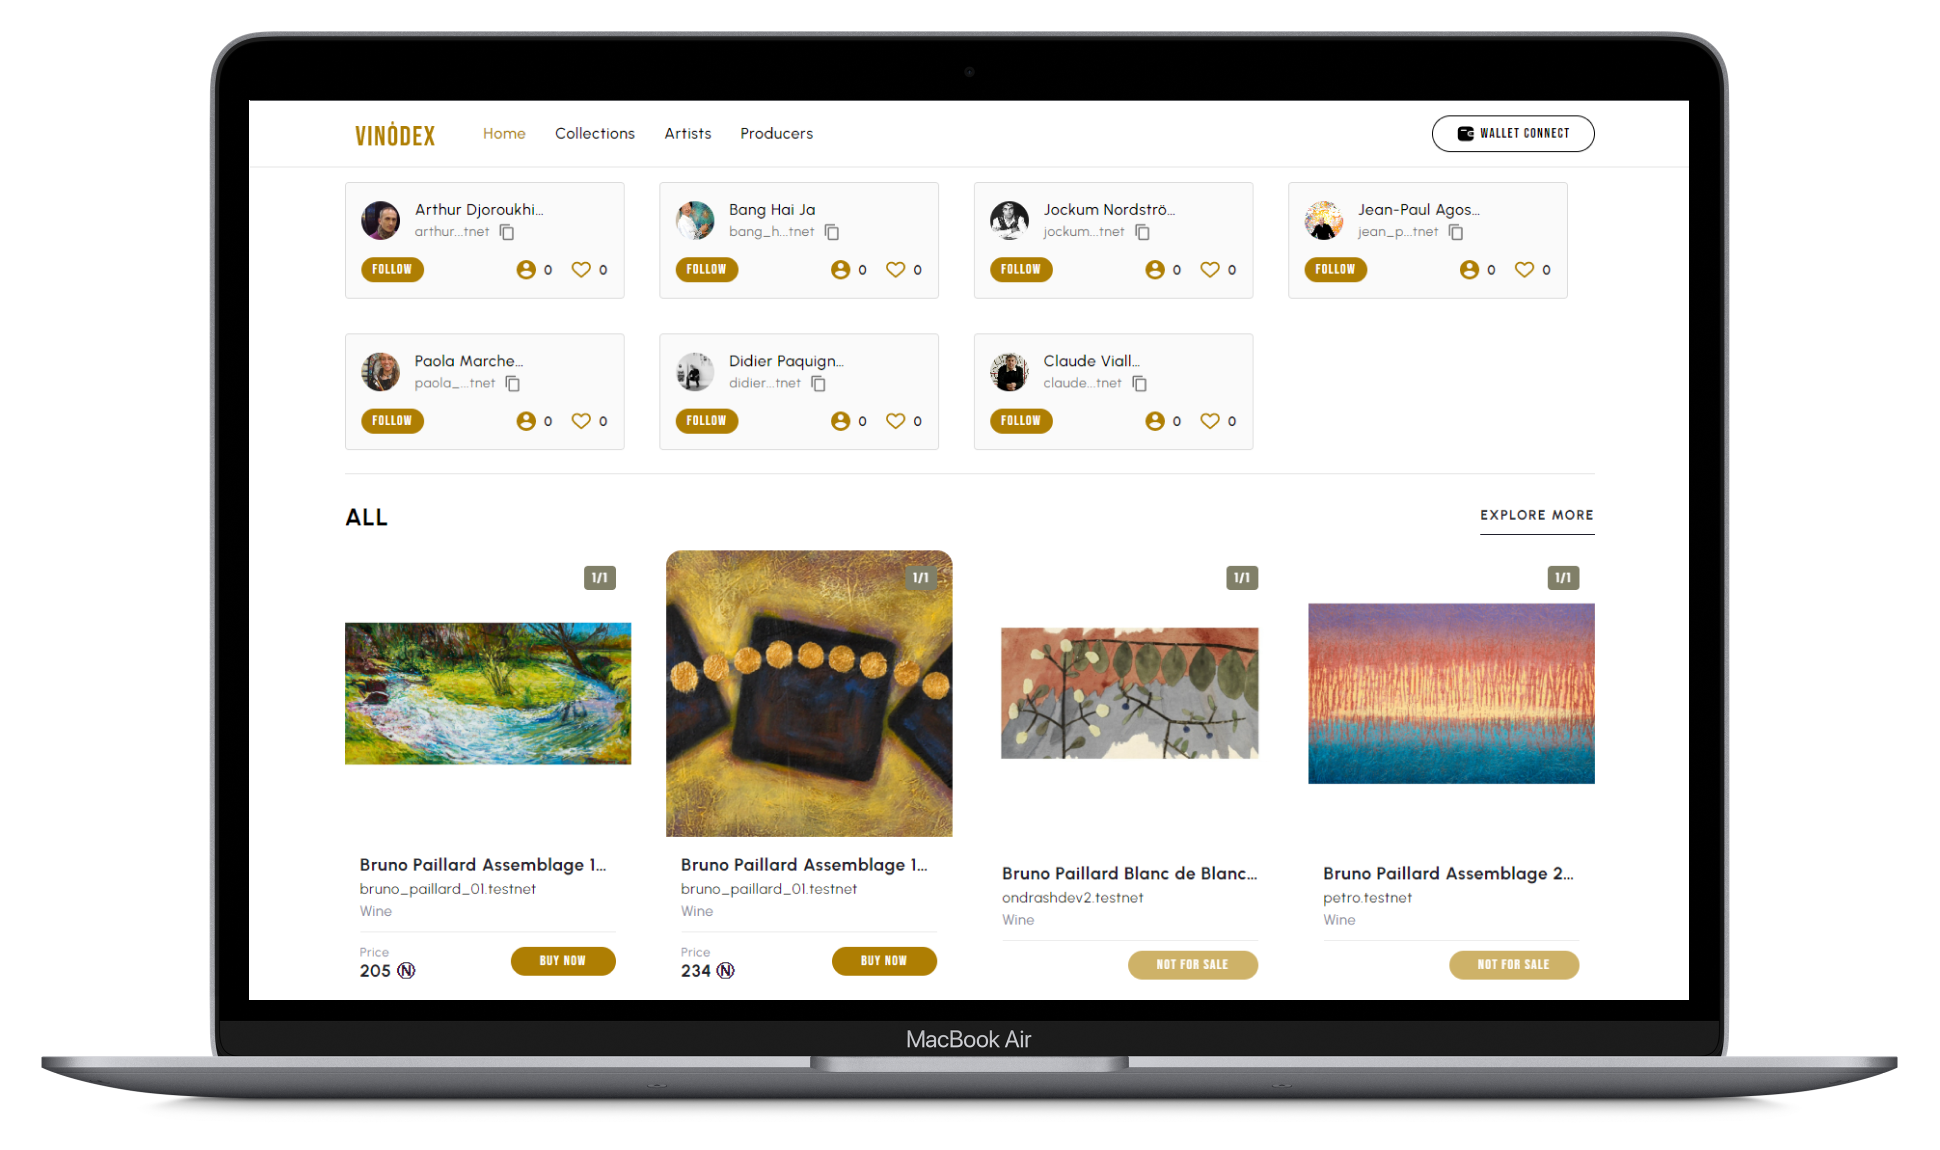 VINÒDEX
Home
Collections
Artists
Producers
WALLET CONNECT
Arthur Djoroukhi...
arthur...tnet
FOLLOW
0
0
Bang Hai Ja
bang_h...tnet
FOLLOW
0
0
Jockum Nordströ...
jockum...tnet
FOLLOW
0
0
Jean-Paul Agos...
jean_p...tnet
FOLLOW
0
0
Paola Marche...
paola_...tnet
FOLLOW
0
0
Didier Paquign...
didier...tnet
FOLLOW
0
0
Claude Viall...
claude...tnet
FOLLOW
0
0
ALL
EXPLORE MORE
1/1
Bruno Paillard Assemblage 1...
bruno_paillard_01.testnet
Wine
Price
205
BUY NOW
1/1
Bruno Paillard Assemblage 1...
bruno_paillard_01.testnet
Wine
Price
234
BUY NOW
1/1
Bruno Paillard Blanc de Blanc...
ondrashdev2.testnet
Wine
NOT FOR SALE
1/1
Bruno Paillard Assemblage 2...
petro.testnet
Wine
NOT FOR SALE
MacBook Air